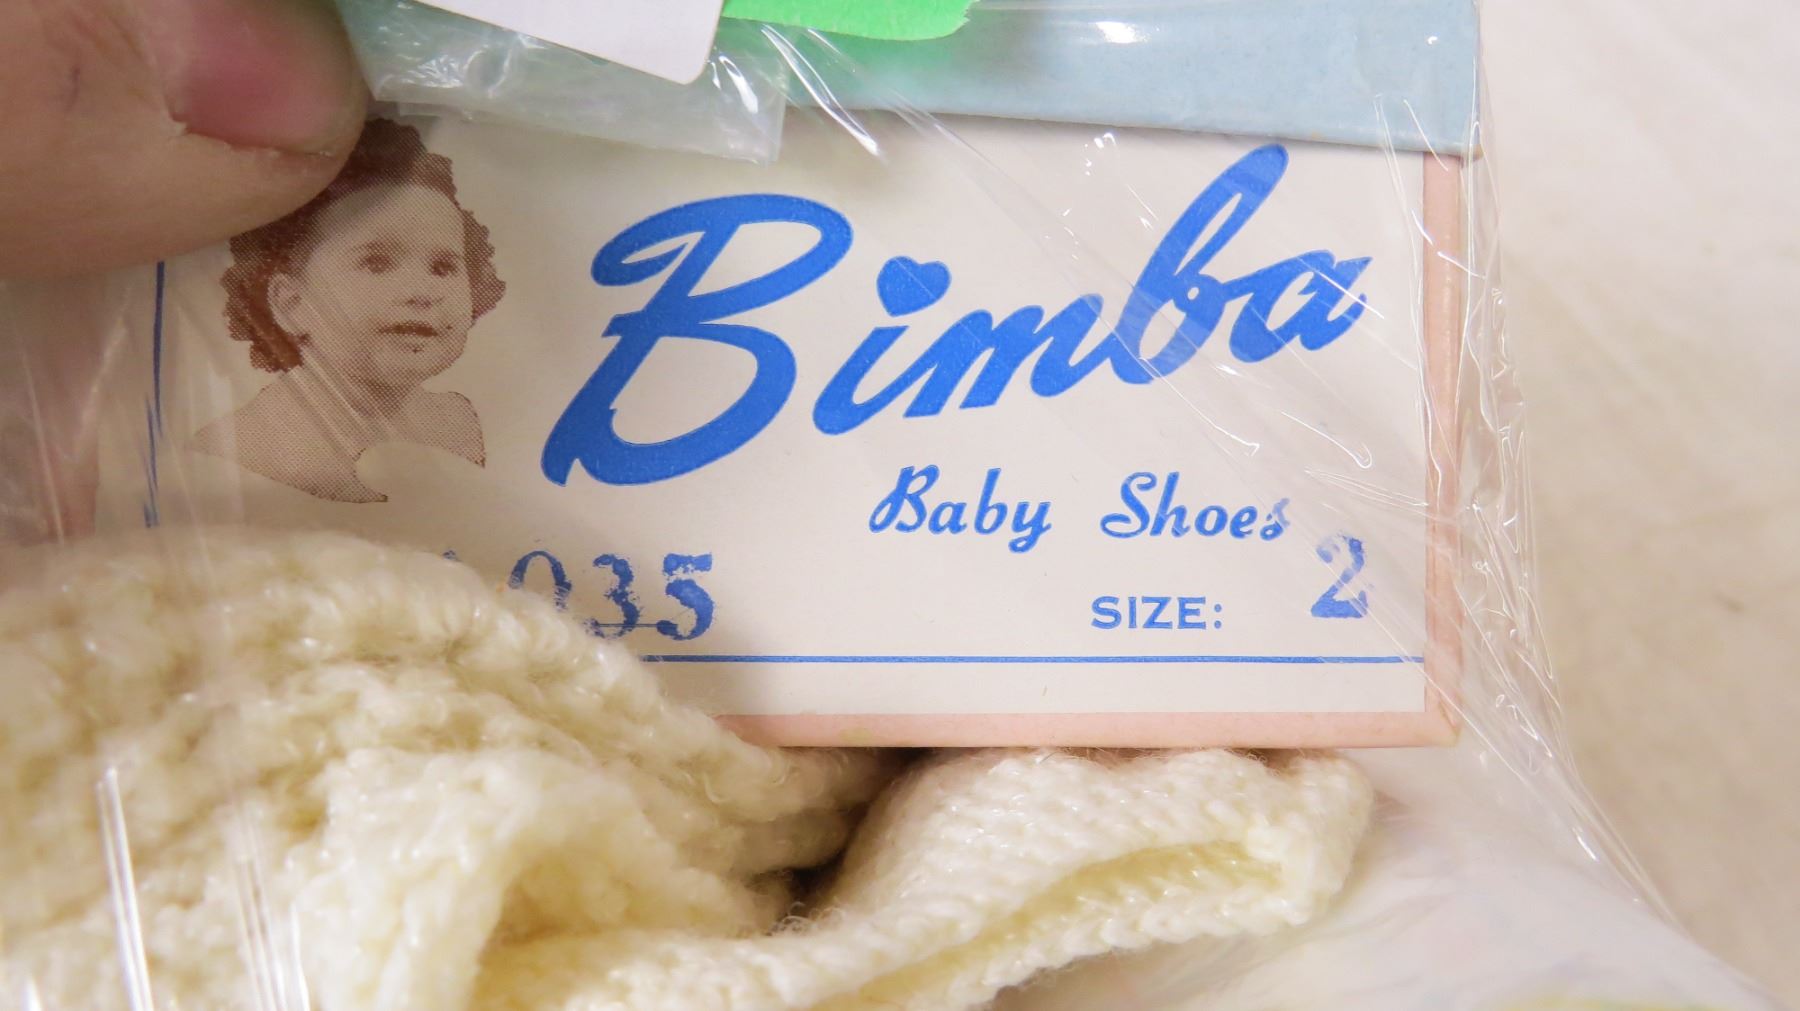 Bimba
Baby Shoes
035
SIZE: 2